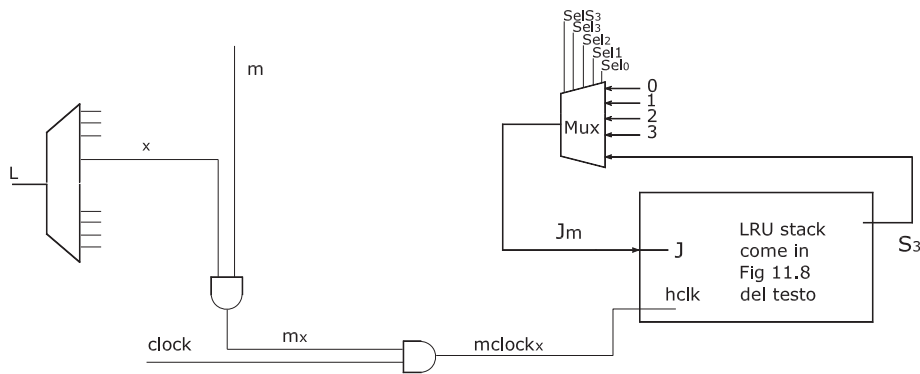 SelS3
Sel3
Sel2
Sel1
Sel0
m
0
1
2
3
Mux
x
L
Jm
J
LRU stack
come in
Fig 11.8
del testo
S3
hclk
mx
clock
mclockx